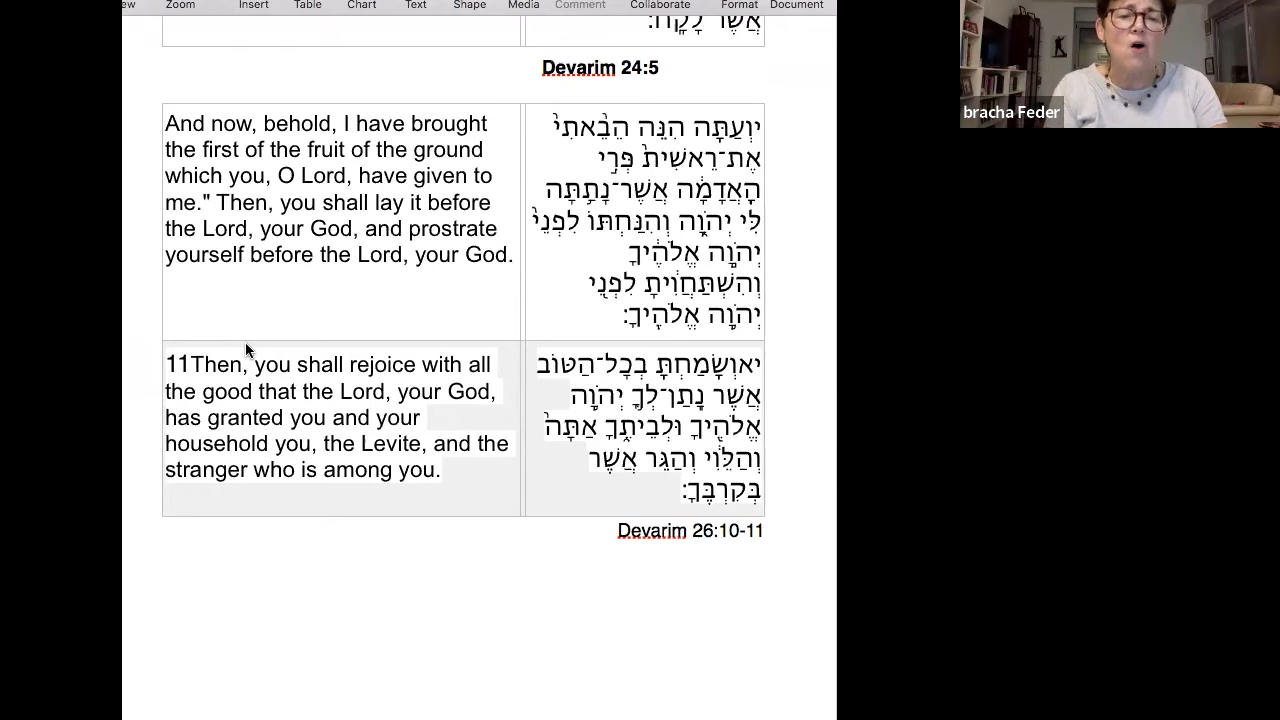 ew Zoom Insert Table Chart Text Shape Media Comment Collaborate Format Document
אֲשֶׁר לָקָח:
bracha Feder
Devarim 24:5
And now, behold, I have brought
the first of the fruit of the ground
which you, O Lord, have given to
me." Then, you shall lay it before
the Lord, your God, and prostrate
yourself before the Lord, your God.
יוְעַתָּה הִנֵּה הֵבֵ֙אתִי֙
אֶת־רֵאשִׁית֙ פְּרִ֣י
הָֽאֲדָמָ֔ה אֲשֶׁר־נָתַ֥תָּה
לִּ֖י יְהֹוָ֑ה וְהִנַּחְתּ֗וֹ לִפְנֵי֙
יְהֹוָ֣ה אֱלֹהֶ֔יךָ
וְהִשְׁתַּחֲוִ֔יתָ לִפְנֵ֖י
יְהֹוָ֥ה אֱלֹהֶֽיךָ:
11Then, you shall rejoice with all
the good that the Lord, your God,
has granted you and your
household you, the Levite, and the
stranger who is among you.
יאוְשָׂמַחְתָּ֣ בְכָל־הַטּ֗וֹב
אֲשֶׁ֧ר נָֽתַן־לְךָ֛ יְהֹוָ֥ה
אֱלֹהֶ֖יךָ וּלְבֵיתֶ֑ךָ אַתָּה֙
וְהַלֵּוִ֔י וְהַגֵּ֖ר אֲשֶׁ֥ר
בְּקִרְבֶּֽךָ:
Devarim 26:10-11